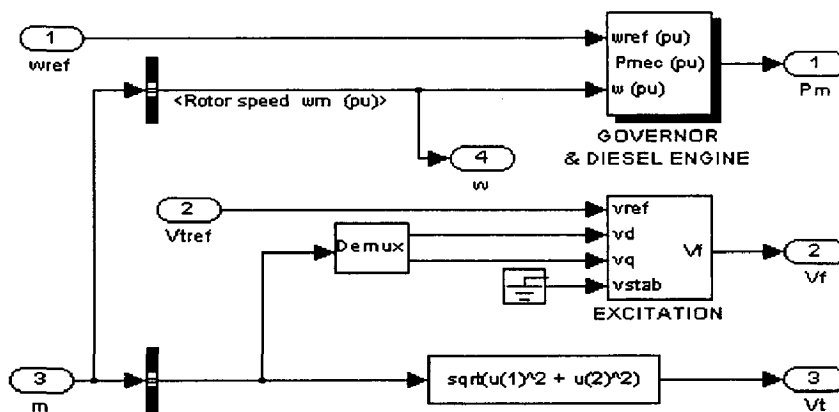 1
wref
wref (pu)
Pmec (pu)
w (pu)
1
Pm
<Rotor speed wm (pu)>
GOVERNOR
& DIESEL ENGINE
4
w
2
Vtref
vref
vd
vq
vstab
Vf
Demux
2
Vf
EXCITATION
3
m
sqrt(u(1)^2 + u(2)^2)
3
Vt